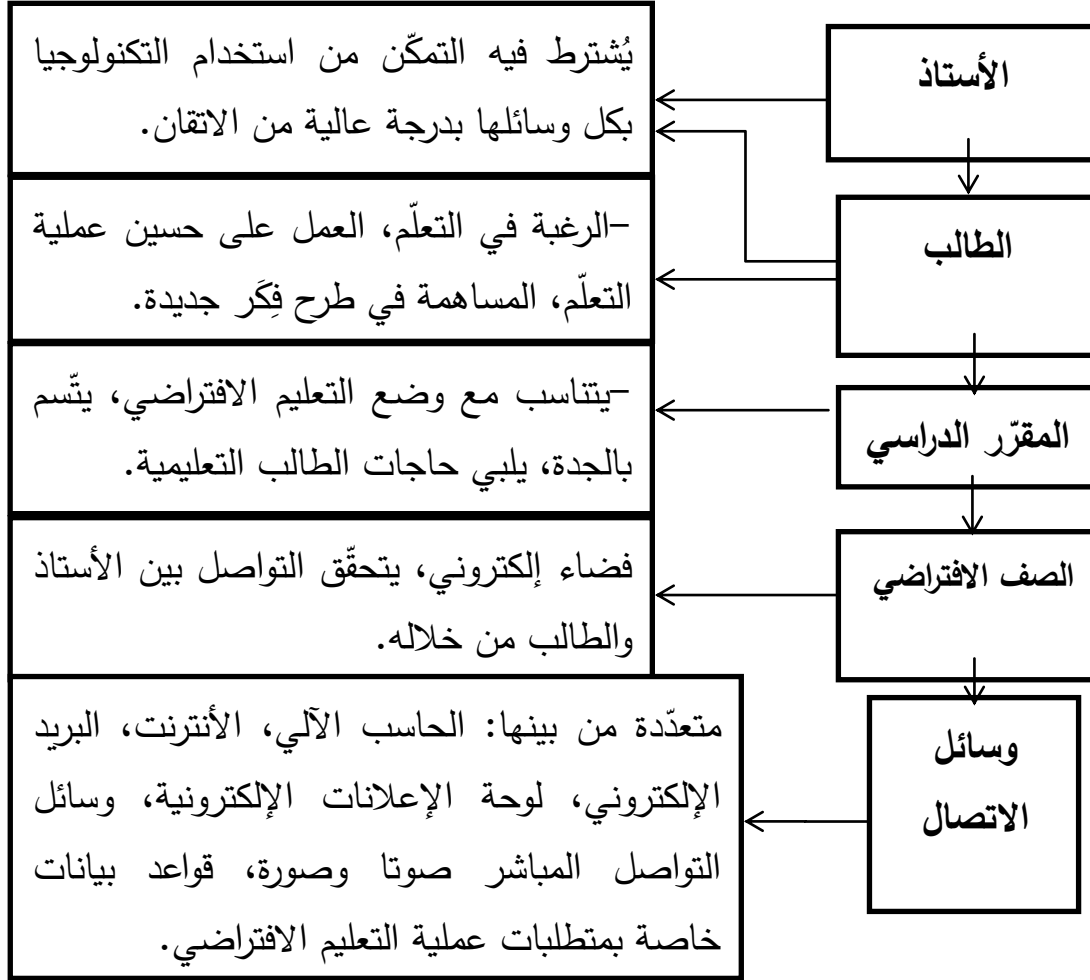 الأستاذ
يُشترط فيه التمكّن من استخدام التكنولوجيا
بكل وسائلها بدرجة عالية من الاتقان.
الطالب
–الرغبة في التعلّم، العمل على حسين عملية
التعلّم، المساهمة في طرح فِكَر جديدة.
المقرّر الدراسي
–يتناسب مع وضع التعليم الافتراضي، يتّسم
بالجدة، يلبي حاجات الطالب التعليمية.
الصف الافتراضي
فضاء إلكتروني، يتحقّق التواصل بين الأستاذ
والطالب من خلاله.
وسائل
الاتصال
متعدّدة من بينها: الحاسب الآلي، الأنترنت، البريد
الإلكتروني، لوحة الإعلانات الإلكترونية، وسائل
التواصل المباشر صوتا وصورة، قواعد بيانات
خاصة بمتطلبات عملية التعليم الافتراضي.